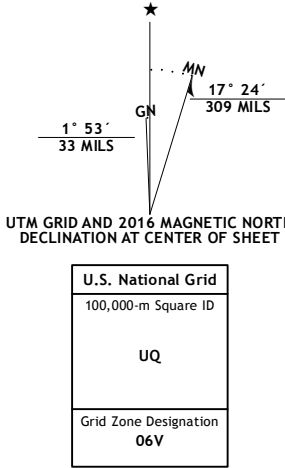 MN
GN
17° 24´
309 MILS
1° 53´
33 MILS
UTM GRID AND 2016 MAGNETIC NORTH
DECLINATION AT CENTER OF SHEET
U.S. National Grid
100,000-m Square ID
UQ
Grid Zone Designation
06V